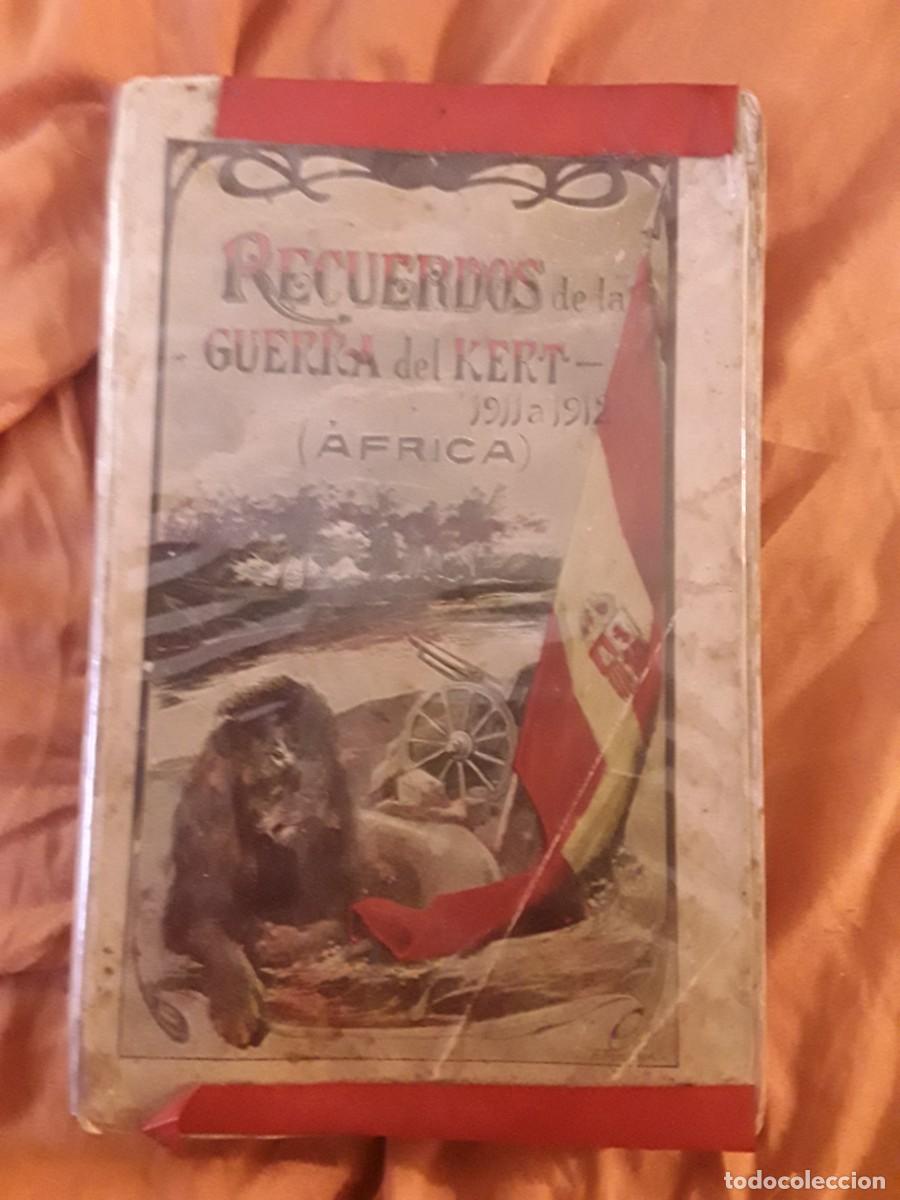 RECUERDOS de la
GUERRA del KERT —
1911 a 1912
(ÁFRICA)
todocoleccion